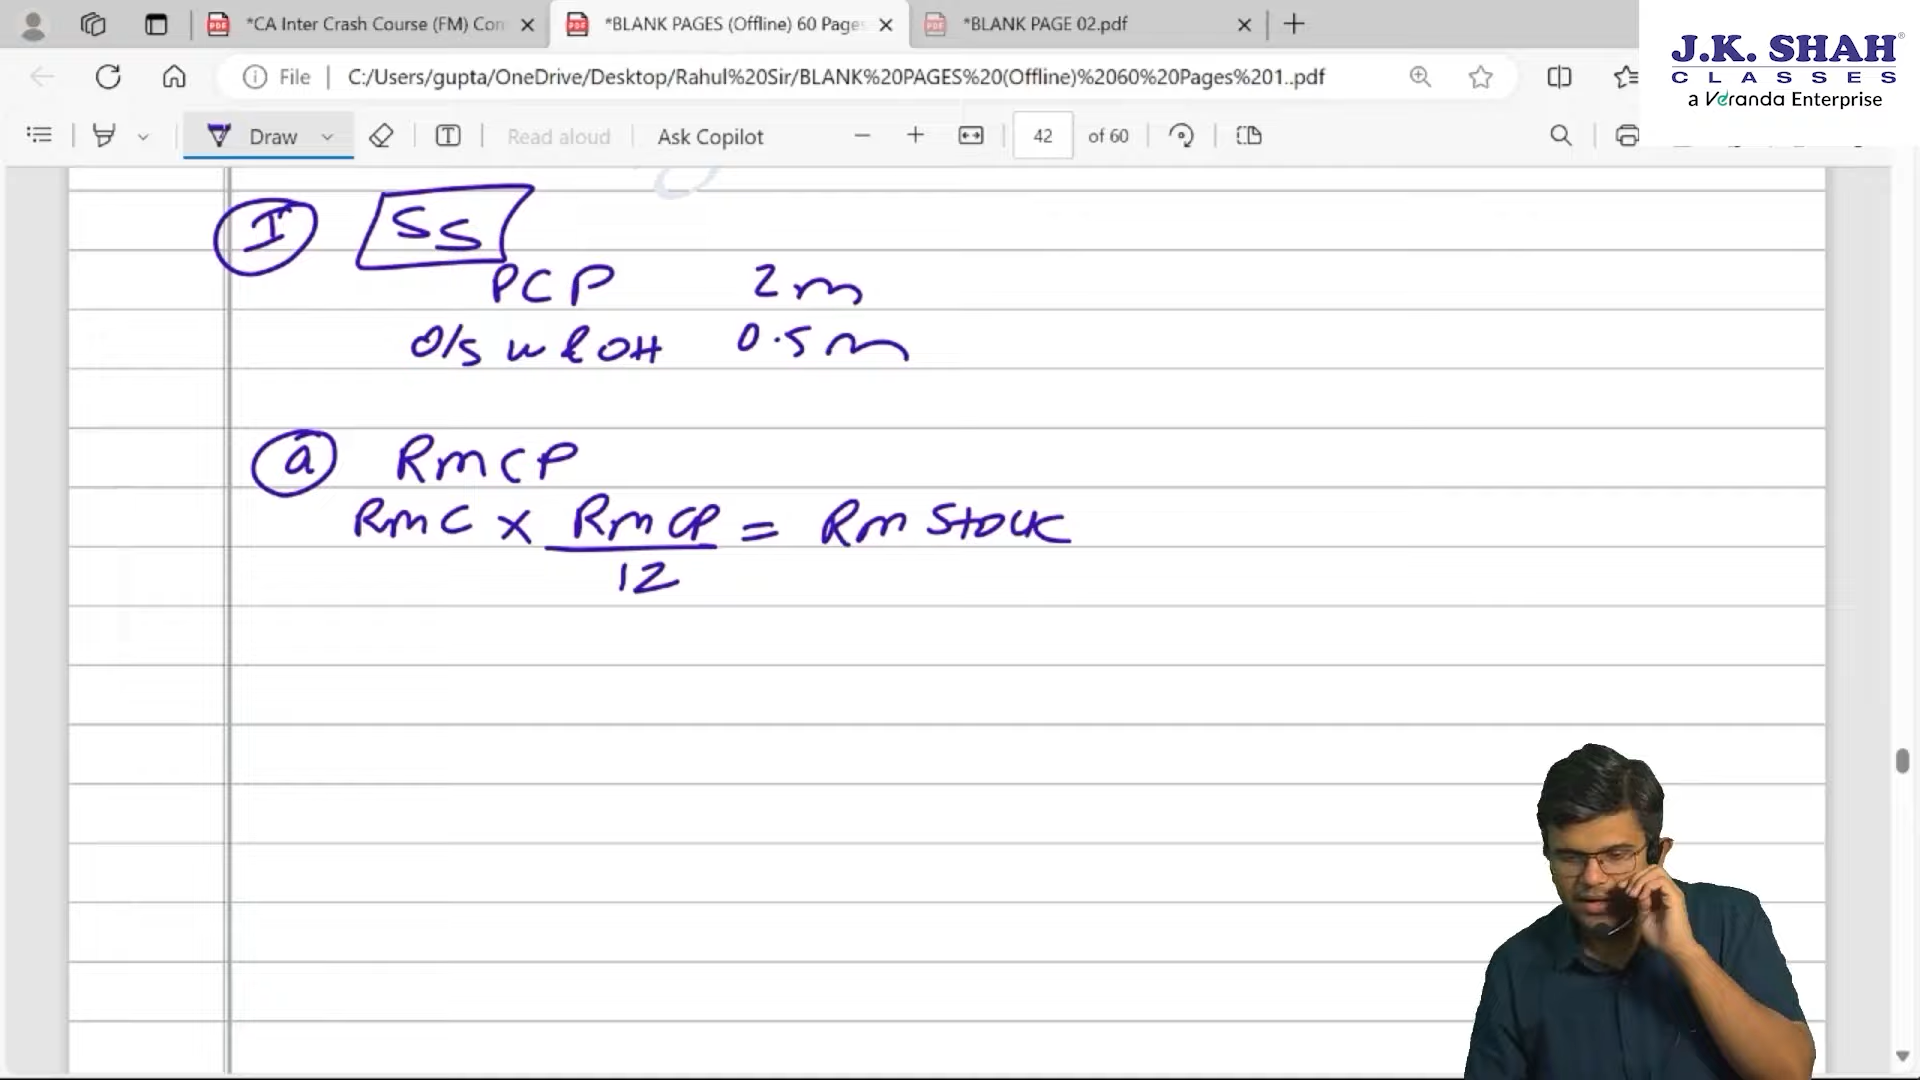 *CA Inter Crash Course (FM) Con
*BLANK PAGES (Offline) 60 Pages
*BLANK PAGE 02.pdf
J.K. SHAH®
CLASSES
a Veranda Enterprise
File
C:/Users/gupta/OneDrive/Desktop/Rahul%20Sir/BLANK%20PAGES%20(Offline)%2060%20Pages%201..pdf
Draw
Read aloud
Ask Copilot
42 of 60
I SS
PCP 2m
O/s w & OH 0.5m
a RMCP
RMC x RMCP = RM Stock
12